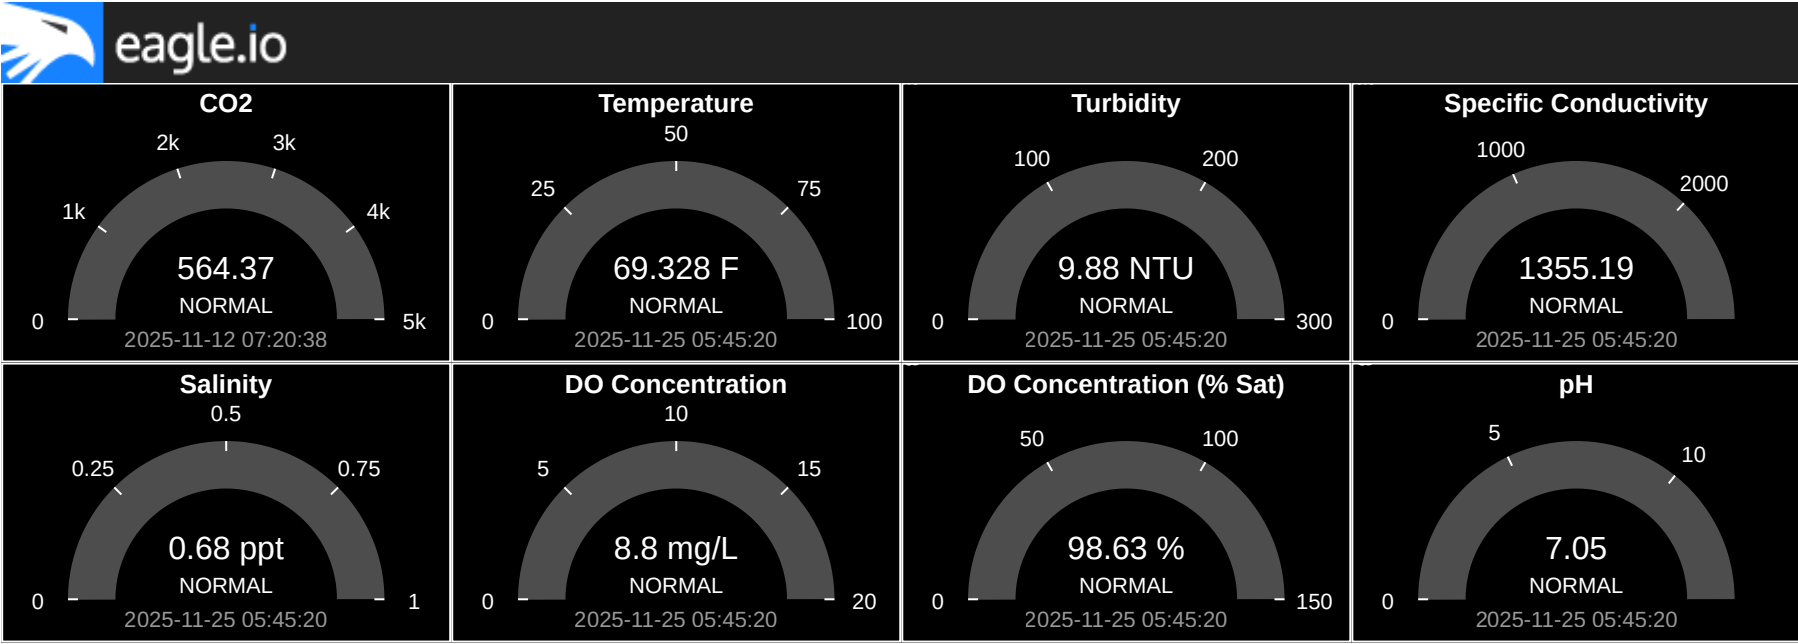 eagle.io
CO2
2k
3k
1k
4k
564.37
NORMAL
0
5k
2025-11-12 07:20:38
Temperature
50
25
75
69.328 F
NORMAL
0
100
2025-11-25 05:45:20
Turbidity
100
200
9.88 NTU
NORMAL
0
300
2025-11-25 05:45:20
Specific Conductivity
1000
2000
1355.19
NORMAL
0
2025-11-25 05:45:20
Salinity
0.5
0.25
0.75
0.68 ppt
NORMAL
0
1
2025-11-25 05:45:20
DO Concentration
10
5
15
8.8 mg/L
NORMAL
0
20
2025-11-25 05:45:20
DO Concentration (% Sat)
50
100
98.63 %
NORMAL
0
150
2025-11-25 05:45:20
pH
5
10
7.05
NORMAL
0
2025-11-25 05:45:20